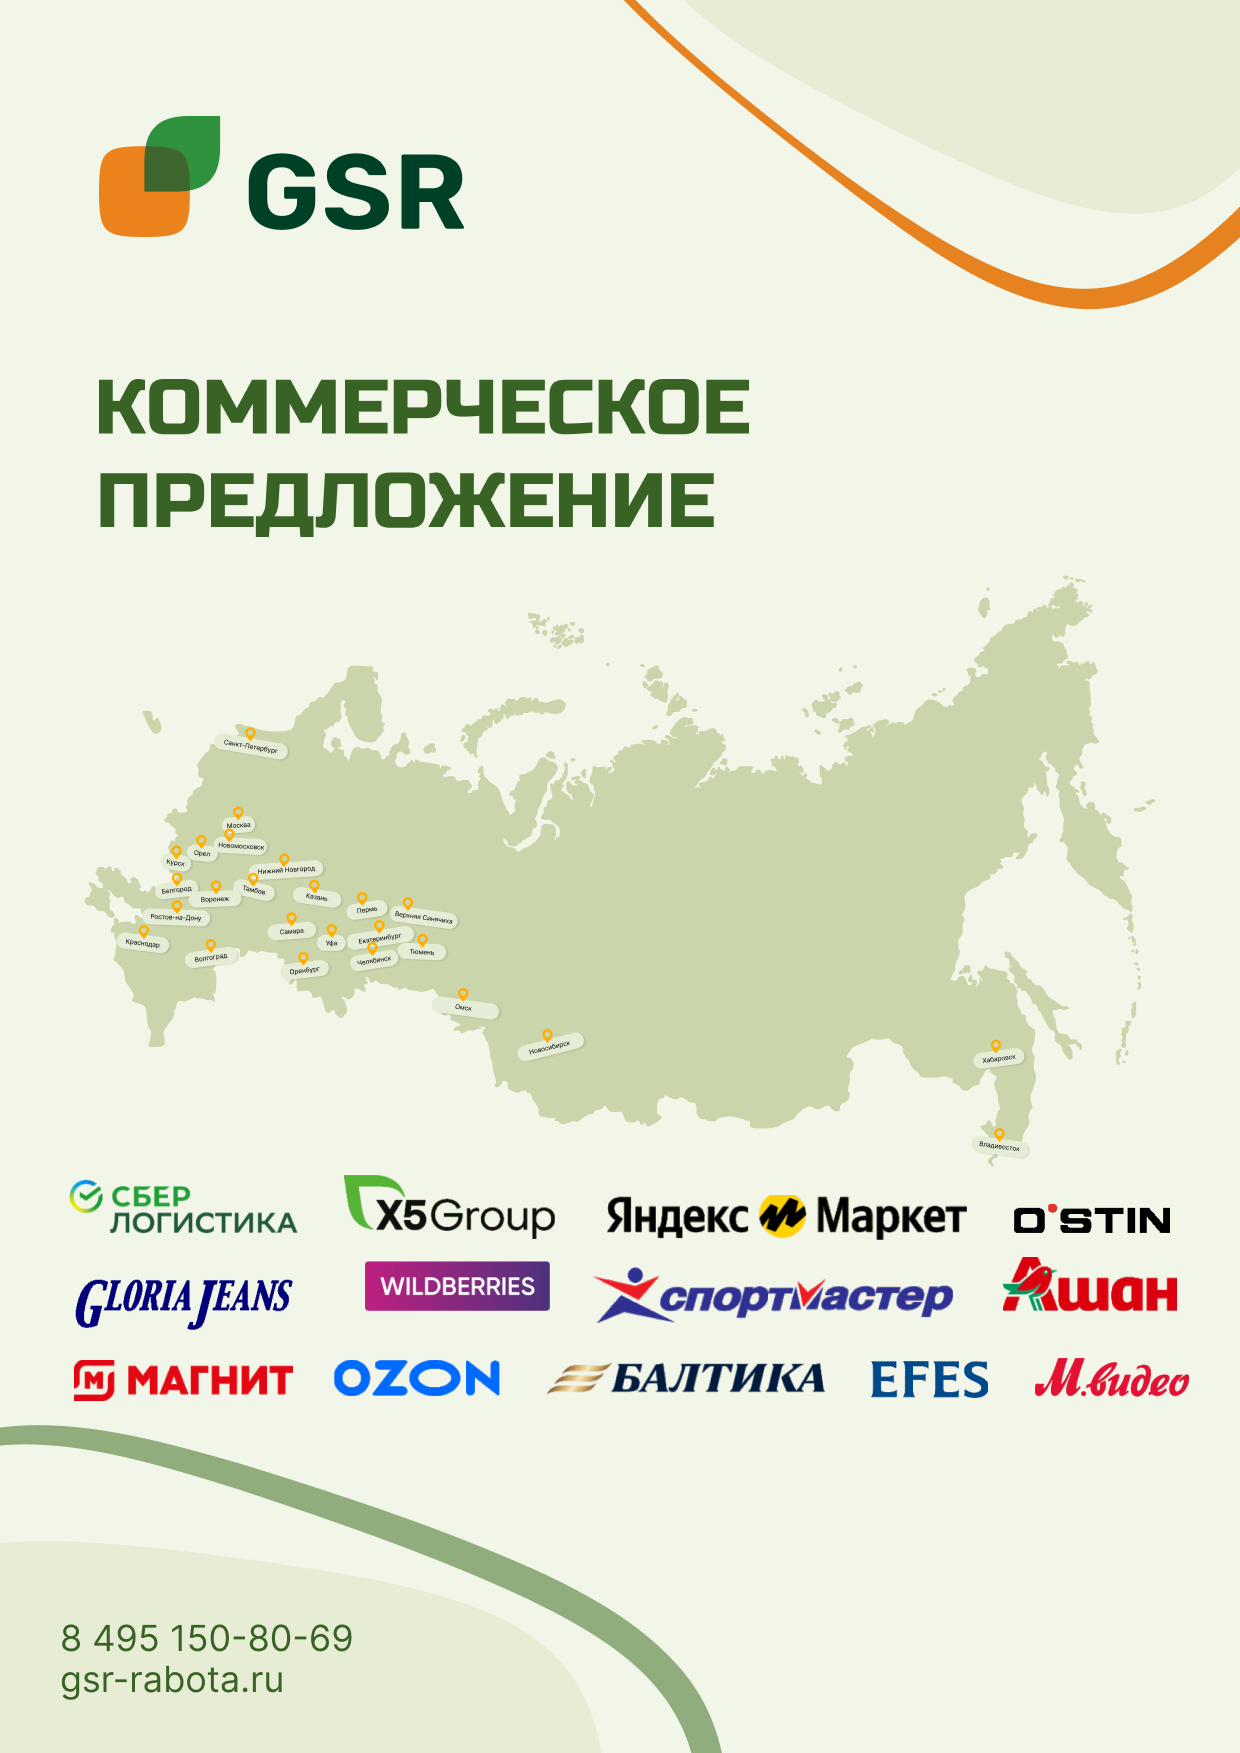 GSR
КОММЕРЧЕСКОЕ
ПРЕДЛОЖЕНИЕ
Санкт-Петербург
Москва
Новомосковск
Орел
Курск
Нижний Новгород
Белгород
Воронеж
Тамбов
Казань
Пермь
Верхняя Синячиха
Ростов-на-Дону
Краснодар
Волгоград
Самара
Уфа
Екатеринбург
Тюмень
Челябинск
Оренбург
Омск
Новосибирск
Хабаровск
Владивосток
СБЕР
ЛОГИСТИКА
X5 Group
Яндекс Маркет
O'STIN
GLORIA JEANS
WILDBERRIES
спортмастер
Ашан
МАГНИТ
OZON
БАЛТИКА
EFES
М.видео
8 495 150-80-69
gsr-rabota.ru